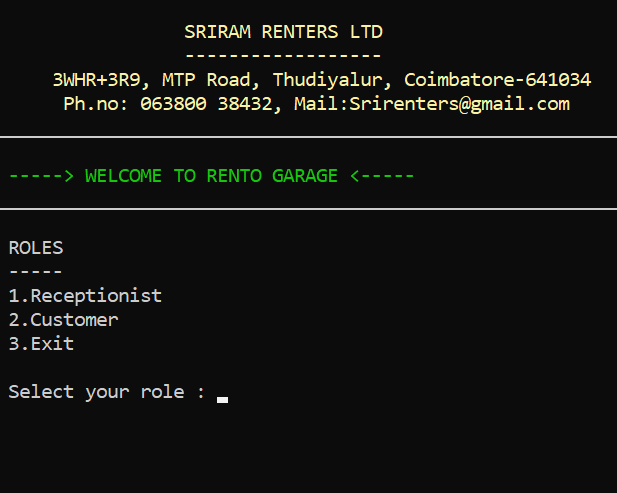 SRIRAM RENTERS LTD
------------------
3WHR+3R9, MTP Road, Thudiyalur, Coimbatore-641034
Ph.no: 063800 38432, Mail:Srirenters@gmail.com
-----> WELCOME TO RENTO GARAGE <-----
ROLES
-----
1.Receptionist
2.Customer
3.Exit
Select your role :